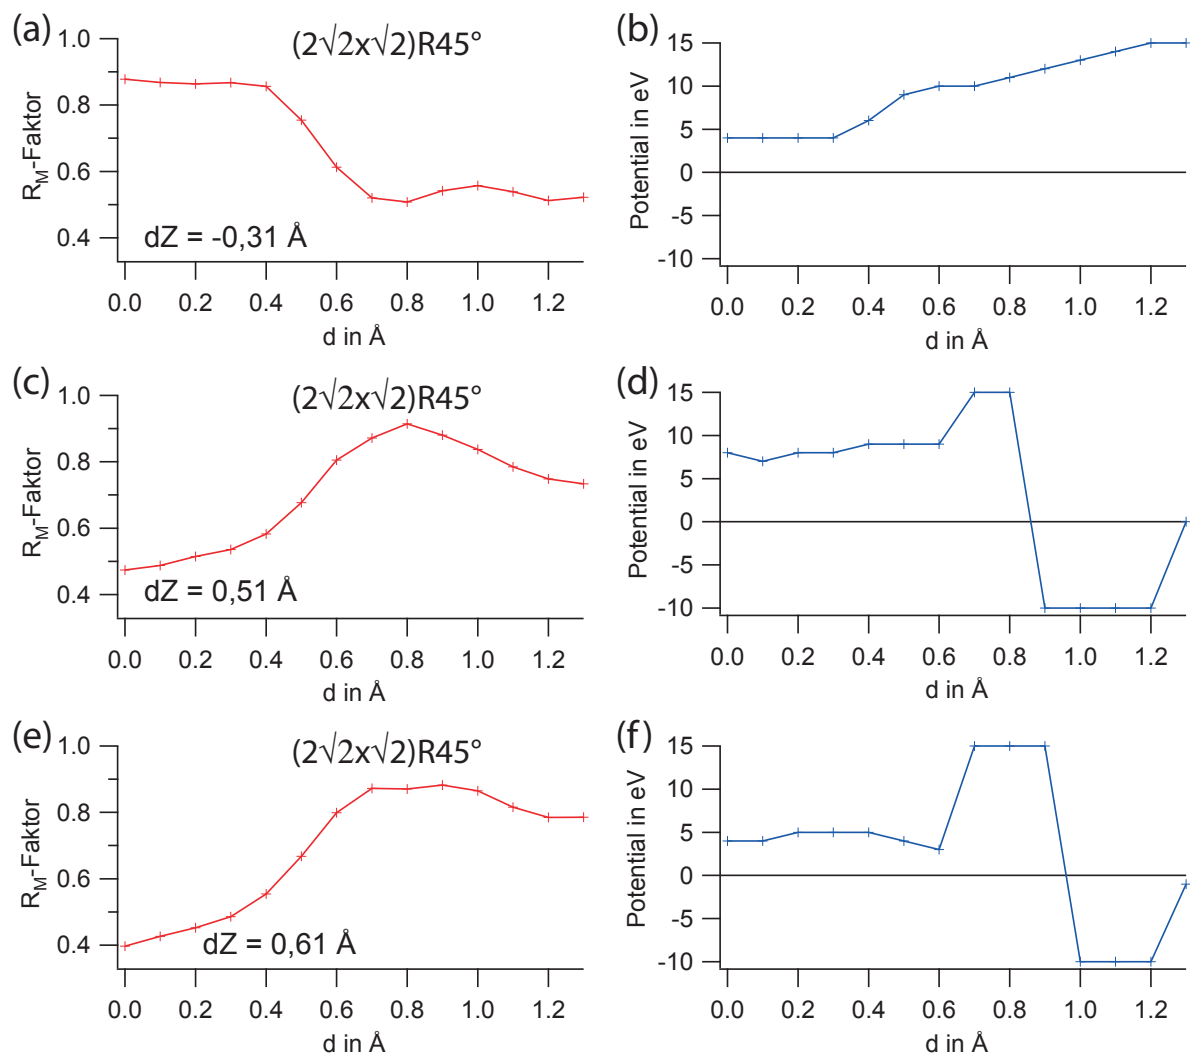 (a)
(2√2x√2)R45°
1.0
0.8
0.6
0.4
R_M-Faktor
dZ = -0,31 Å
0.0 0.2 0.4 0.6 0.8 1.0 1.2
d in Å
(b)
15
10
5
0
-5
-10
Potential in eV
0.0 0.2 0.4 0.6 0.8 1.0 1.2
d in Å
(c)
(2√2x√2)R45°
1.0
0.8
0.6
0.4
R_M-Faktor
dZ = 0,51 Å
0.0 0.2 0.4 0.6 0.8 1.0 1.2
d in Å
(d)
15
10
5
0
-5
-10
Potential in eV
0.0 0.2 0.4 0.6 0.8 1.0 1.2
d in Å
(e)
(2√2x√2)R45°
1.0
0.8
0.6
0.4
R_M-Faktor
dZ = 0,61 Å
0.0 0.2 0.4 0.6 0.8 1.0 1.2
d in Å
(f)
15
10
5
0
-5
-10
Potential in eV
0.0 0.2 0.4 0.6 0.8 1.0 1.2
d in Å